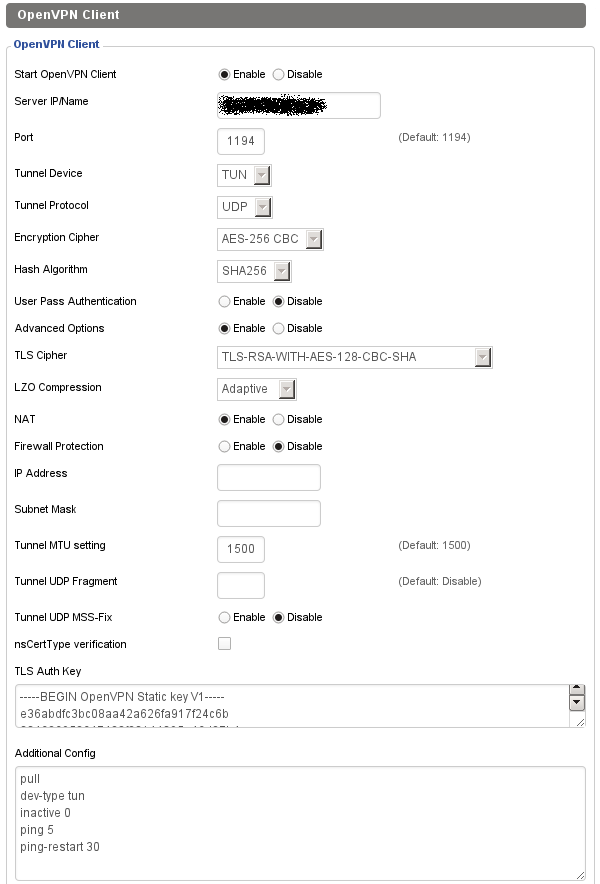 OpenVPN Client
OpenVPN Client
Start OpenVPN Client Enable Disable
Server IP/Name
Port 1194 (Default: 1194)
Tunnel Device TUN
Tunnel Protocol UDP
Encryption Cipher AES-256 CBC
Hash Algorithm SHA256
User Pass Authentication Enable Disable
Advanced Options Enable Disable
TLS Cipher TLS-RSA-WITH-AES-128-CBC-SHA
LZO Compression Adaptive
NAT Enable Disable
Firewall Protection Enable Disable
IP Address
Subnet Mask
Tunnel MTU setting 1500 (Default: 1500)
Tunnel UDP Fragment (Default: Disable)
Tunnel UDP MSS-Fix Enable Disable
nsCertType verification
TLS Auth Key
-----BEGIN OpenVPN Static key V1-----
e36abdfc3bc08aa42a626fa917f24c6b
Additional Config
pull
dev-type tun
inactive 0
ping 5
ping-restart 30